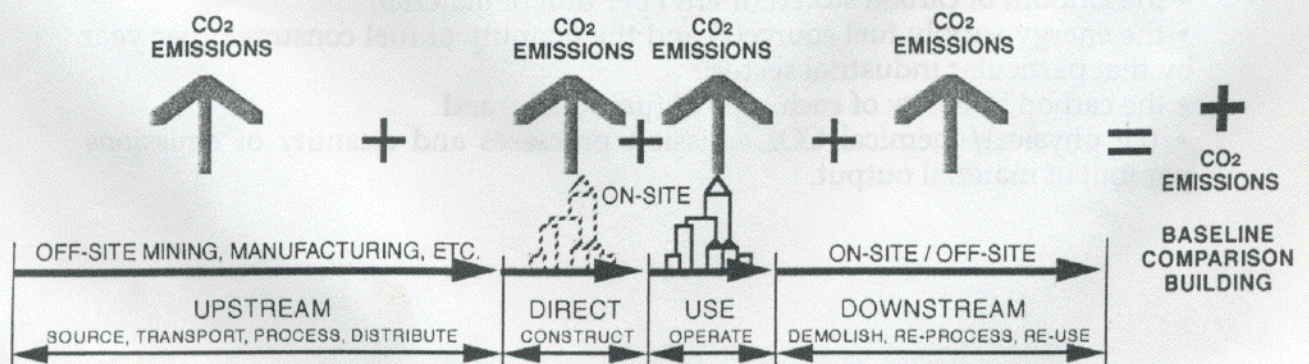 CO2
EMISSIONS
CO2
EMISSIONS
CO2
EMISSIONS
CO2
EMISSIONS
+
+
+
=
+
CO2
EMISSIONS
ON-SITE
OFF-SITE MINING, MANUFACTURING, ETC.
ON-SITE / OFF-SITE
BASELINE
COMPARISON
BUILDING
UPSTREAM
DIRECT
USE
DOWNSTREAM
SOURCE, TRANSPORT, PROCESS, DISTRIBUTE
CONSTRUCT
OPERATE
DEMOLISH, RE-PROCESS, RE-USE